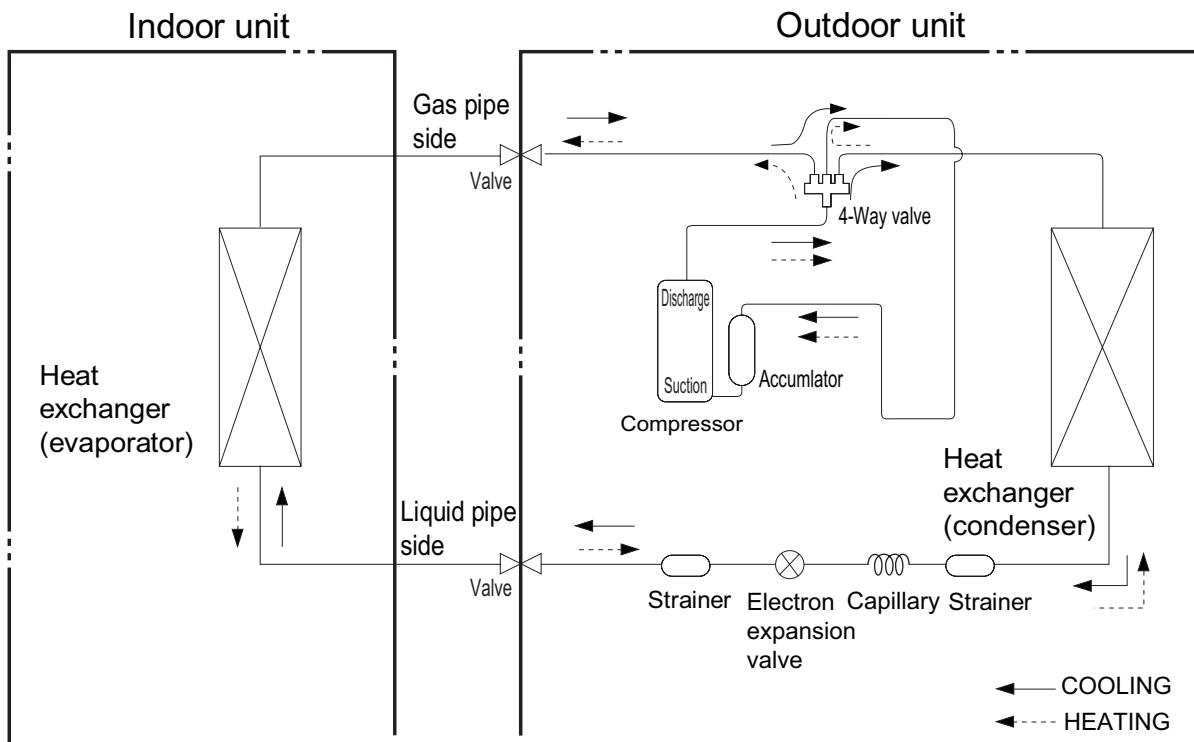 Indoor unit
Outdoor unit
Gas pipe
side
Valve
4-Way valve
Discharge
Suction
Accumlator
Compressor
Heat
exchanger
(evaporator)
Heat
exchanger
(condenser)
Liquid pipe
side
Valve
Strainer
Electron
expansion
valve
Capillary
Strainer
COOLING
HEATING